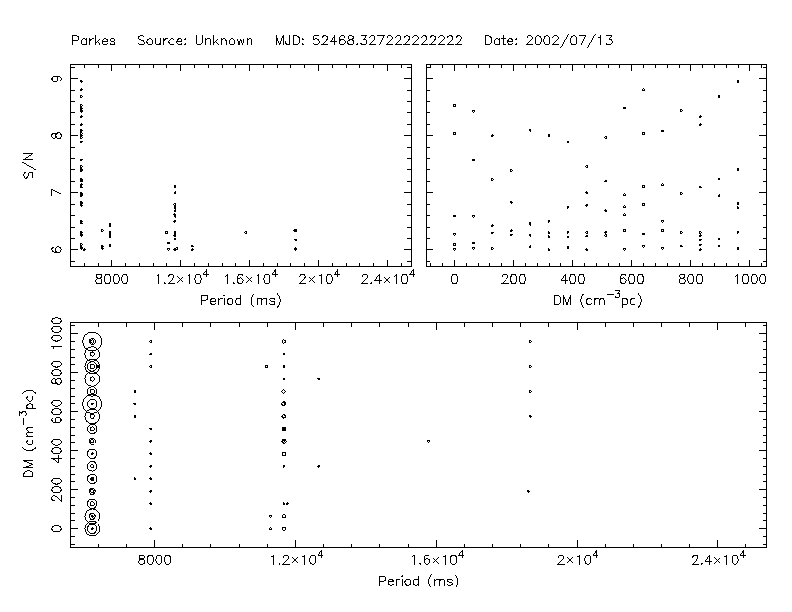 Parkes Source: Unknown MJD: 52468.327222222222 Date: 2002/07/13
9
8
7
6
S/N
8000 1.2×10⁴ 1.6×10⁴ 2×10⁴ 2.4×10⁴
Period (ms)
0 200 400 600 800 1000
DM (cm⁻³pc)
1000
800
600
400
200
0
DM (cm⁻³pc)
8000 1.2×10⁴ 1.6×10⁴ 2×10⁴ 2.4×10⁴
Period (ms)